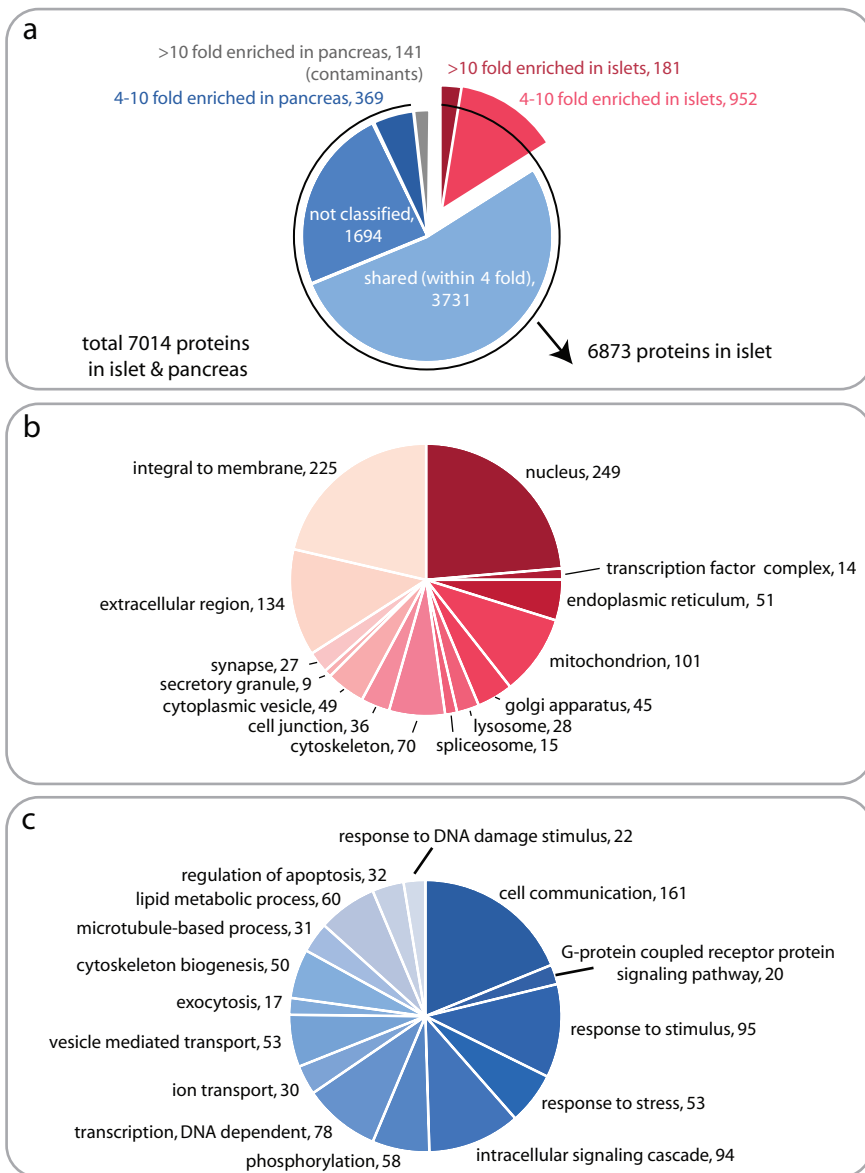 a
>10 fold enriched in pancreas, 141
(contaminants)
>10 fold enriched in islets, 181
4-10 fold enriched in pancreas, 369
4-10 fold enriched in islets, 952
not classified,
1694
shared (within 4 fold),
3731
total 7014 proteins
in islet & pancreas
6873 proteins in islet
b
integral to membrane, 225
nucleus, 249
transcription factor complex, 14
endoplasmic reticulum, 51
extracellular region, 134
mitochondrion, 101
synapse, 27
secretory granule, 9
cytoplasmic vesicle, 49
golgi apparatus, 45
cell junction, 36
lysosome, 28
cytoskeleton, 70
spliceosome, 15
c
response to DNA damage stimulus, 22
regulation of apoptosis, 32
cell communication, 161
lipid metabolic process, 60
microtubule-based process, 31
G-protein coupled receptor protein
signaling pathway, 20
cytoskeleton biogenesis, 50
exocytosis, 17
response to stimulus, 95
vesicle mediated transport, 53
ion transport, 30
response to stress, 53
transcription, DNA dependent, 78
phosphorylation, 58
intracellular signaling cascade, 94